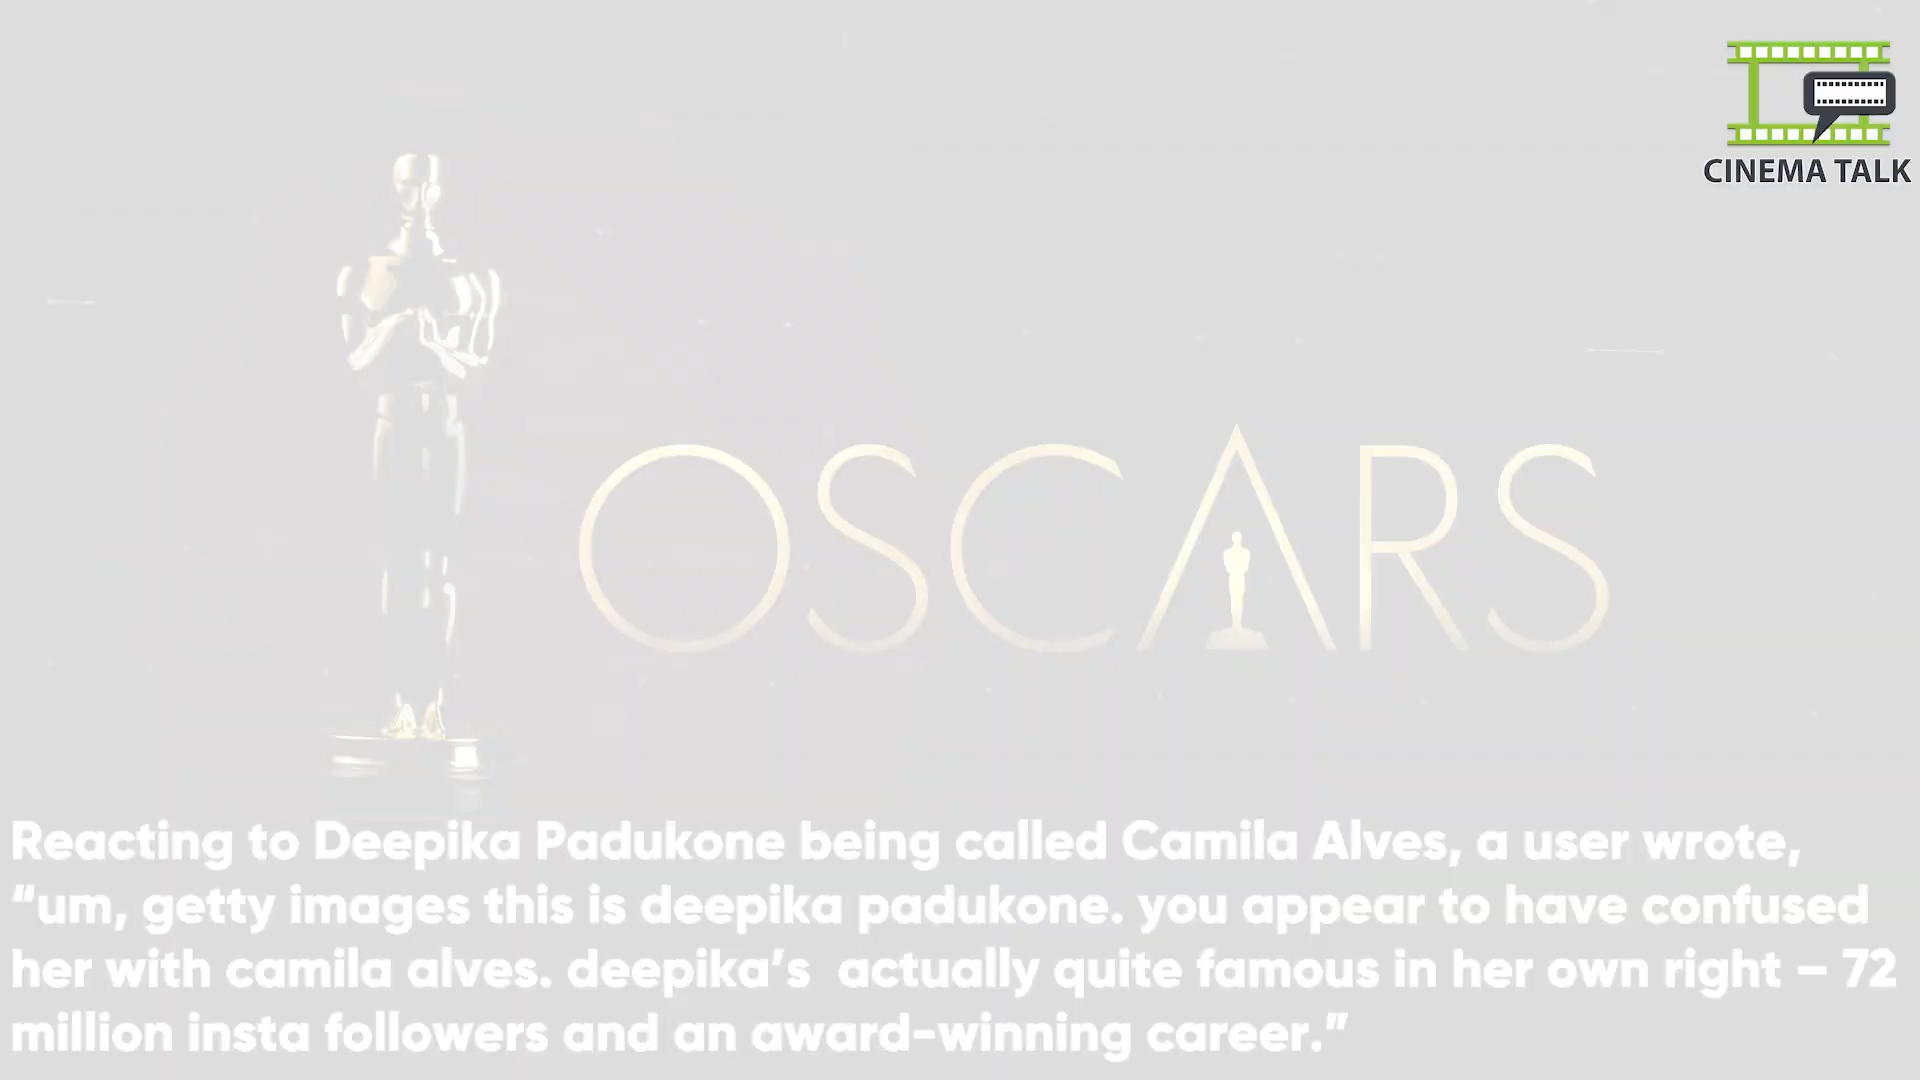 CINEMA TALK
OSCARS
Reacting to Deepika Padukone being called Camila Alves, a user wrote,
“um, getty images this is deepika padukone. you appear to have confused
her with camila alves. deepika’s  actually quite famous in her own right – 72
million insta followers and an award-winning career.”